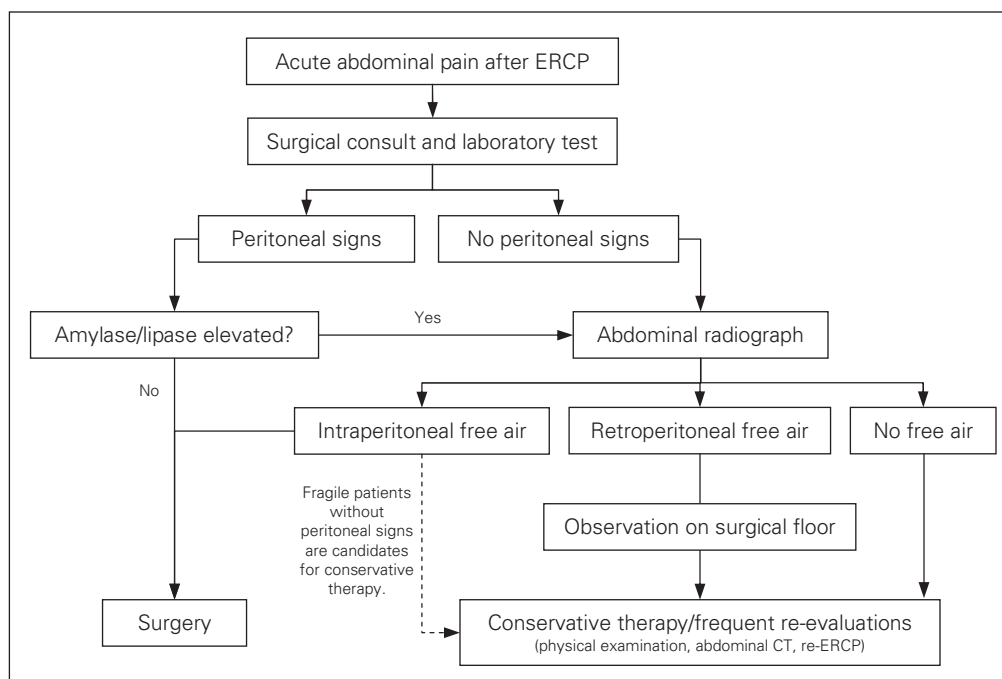 Acute abdominal pain after ERCP
Surgical consult and laboratory test
Peritoneal signs
No peritoneal signs
Amylase/lipase elevated?
Yes
Abdominal radiograph
No
Intraperitoneal free air
Retroperitoneal free air
No free air
Fragile patients
without
peritoneal signs
are candidates
for conservative
therapy.
Observation on surgical floor
Surgery
Conservative therapy/frequent re-evaluations
(physical examination, abdominal CT, re-ERCP)